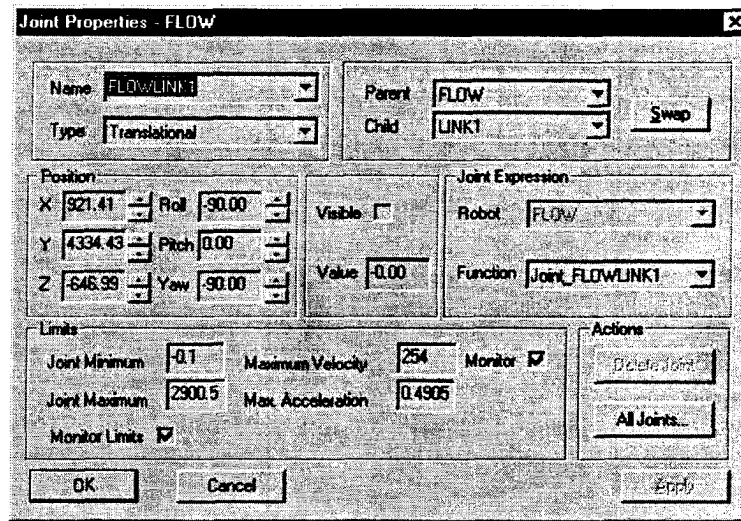 Joint Properties - FLOW
Name FLOWLINK1
Type Translational
Parent FLOW
Child LINK1
Swap
Position
X 921.41 Roll -90.00
Y 4334.43 Pitch 0.00
Z -646.99 Yaw -90.00
Visible
Value -0.00
Joint Expression
Robot FLOW
Function Joint_FLOWLINK1
Limits
Joint Minimum -0.1 Maximum Velocity 254 Monitor
Joint Maximum 2900.5 Max. Acceleration 0.4905
Monitor Limits
Actions
Delete Joint
All Joints...
OK Cancel Apply